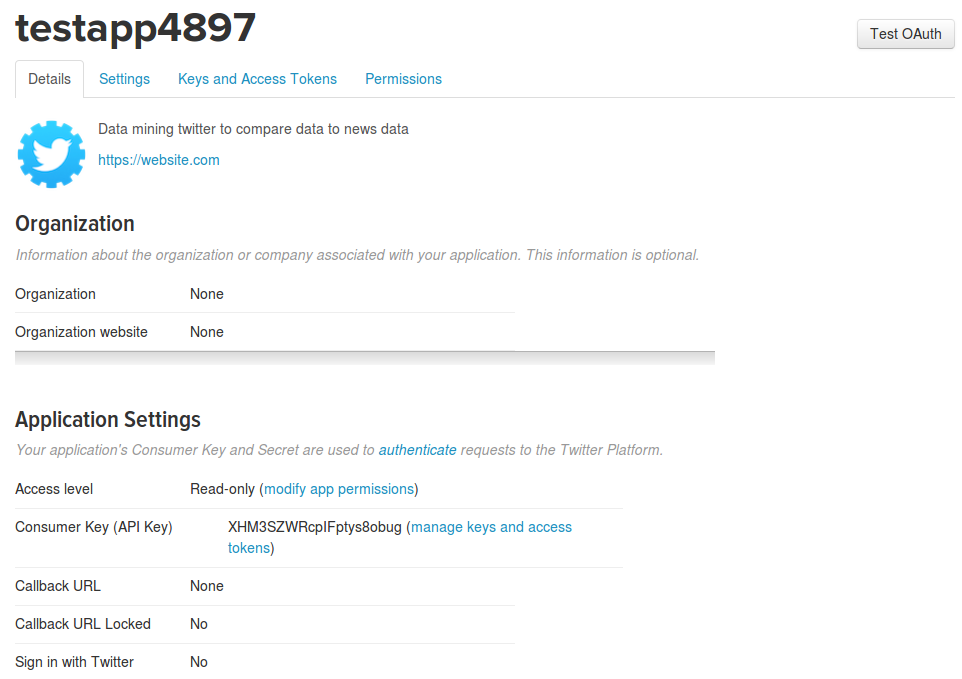 testapp4897
Test OAuth
Details Settings Keys and Access Tokens Permissions
Data mining twitter to compare data to news data
https://website.com
Organization
Information about the organization or company associated with your application. This information is optional.
Organization None
Organization website None
Application Settings
Your application's Consumer Key and Secret are used to authenticate requests to the Twitter Platform.
Access level Read-only (modify app permissions)
Consumer Key (API Key) XHM3SZWRcpIFptys8obug (manage keys and access
tokens)
Callback URL None
Callback URL Locked No
Sign in with Twitter No